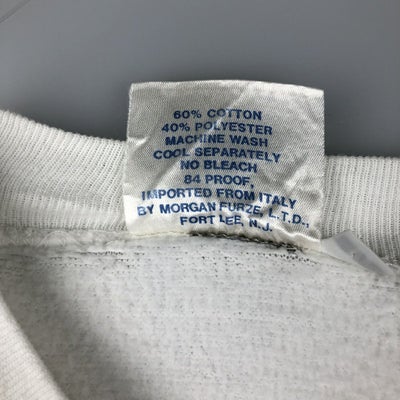 60% COTTON
40% POLYESTER
MACHINE WASH
COOL SEPARATELY
NO BLEACH
84 PROOF,
IMPORTED FROM ITALY
BY MORGAN FURZE, L.T.D.,
FORT LEE, N.J.